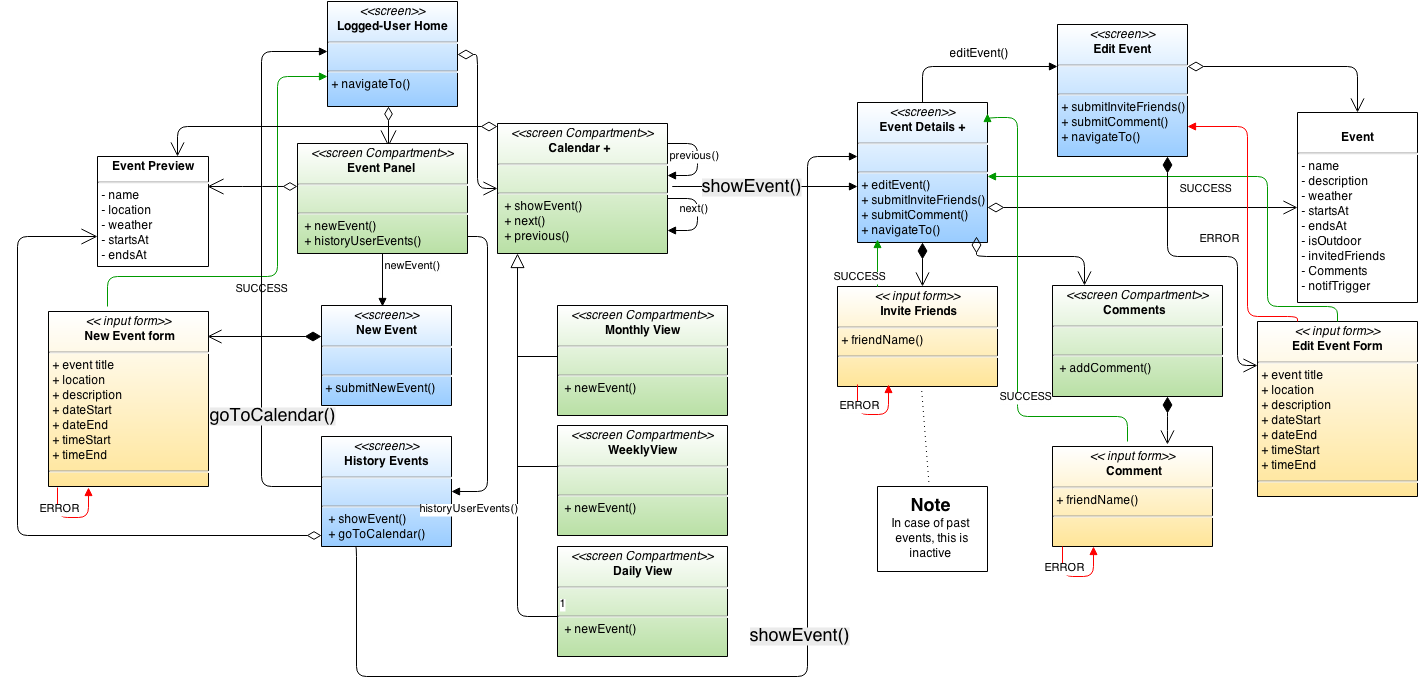 <<screen>>
Logged-User Home
+ navigateTo()
<<screen Compartment>>
Event Panel
+ newEvent()
+ historyUserEvents()
<<screen Compartment>>
Calendar +
+ showEvent()
+ next()
+ previous()
previous()
next()
showEvent()
Event Preview
- name
- location
- weather
- startsAt
- endsAt
newEvent()
SUCCESS
<< input form>>
New Event form
+ event title
+ location
+ description
+ dateStart
+ dateEnd
+ timeStart
+ timeEnd
ERROR
<<screen>>
New Event
+ submitNewEvent()
goToCalendar()
<<screen>>
History Events
+ showEvent()
+ goToCalendar()
historyUserEvents()
<<screen Compartment>>
Monthly View
+ newEvent()
<<screen Compartment>>
WeeklyView
+ newEvent()
<<screen Compartment>>
Daily View
1
+ newEvent()
showEvent()
editEvent()
<<screen>>
Event Details +
+ editEvent()
+ submitInviteFriends()
+ submitComment()
+ navigateTo()
<<screen>>
Edit Event
+ submitInviteFriends()
+ submitComment()
+ navigateTo()
Event
- name
- description
- weather
- startsAt
- endsAt
- isOutdoor
- invitedFriends
- Comments
- notifTrigger
SUCCESS
ERROR
SUCCESS
<< input form>>
Invite Friends
+ friendName()
ERROR
<<screen Compartment>>
Comments
+ addComment()
SUCCESS
<< input form>>
Edit Event Form
+ event title
+ location
+ description
+ dateStart
+ dateEnd
+ timeStart
+ timeEnd
<< input form>>
Comment
+ friendName()
ERROR
Note
In case of past
events, this is
inactive